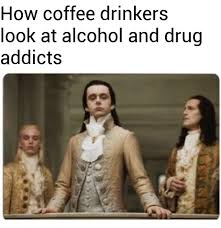 How coffee drinkers
look at alcohol and drug
addicts